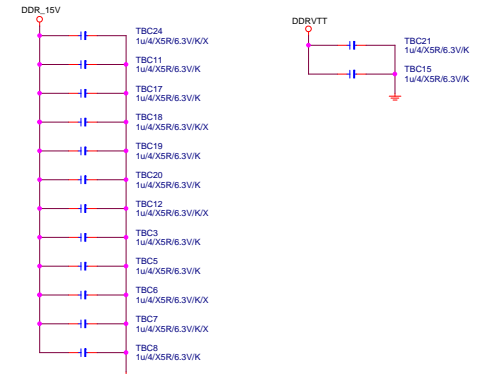 DDR_15V
TBC24
1u/4/X5R/6.3V/K/X
TBC11
1u/4/X5R/6.3V/K
TBC17
1u/4/X5R/6.3V/K
TBC18
1u/4/X5R/6.3V/K/X
TBC19
1u/4/X5R/6.3V/K
TBC20
1u/4/X5R/6.3V/K
TBC12
1u/4/X5R/6.3V/K/X
TBC3
1u/4/X5R/6.3V/K
TBC5
1u/4/X5R/6.3V/K
TBC6
1u/4/X5R/6.3V/K/X
TBC7
1u/4/X5R/6.3V/K/X
TBC8
1u/4/X5R/6.3V/K
DDRVTT
TBC21
1u/4/X5R/6.3V/K
TBC15
1u/4/X5R/6.3V/K